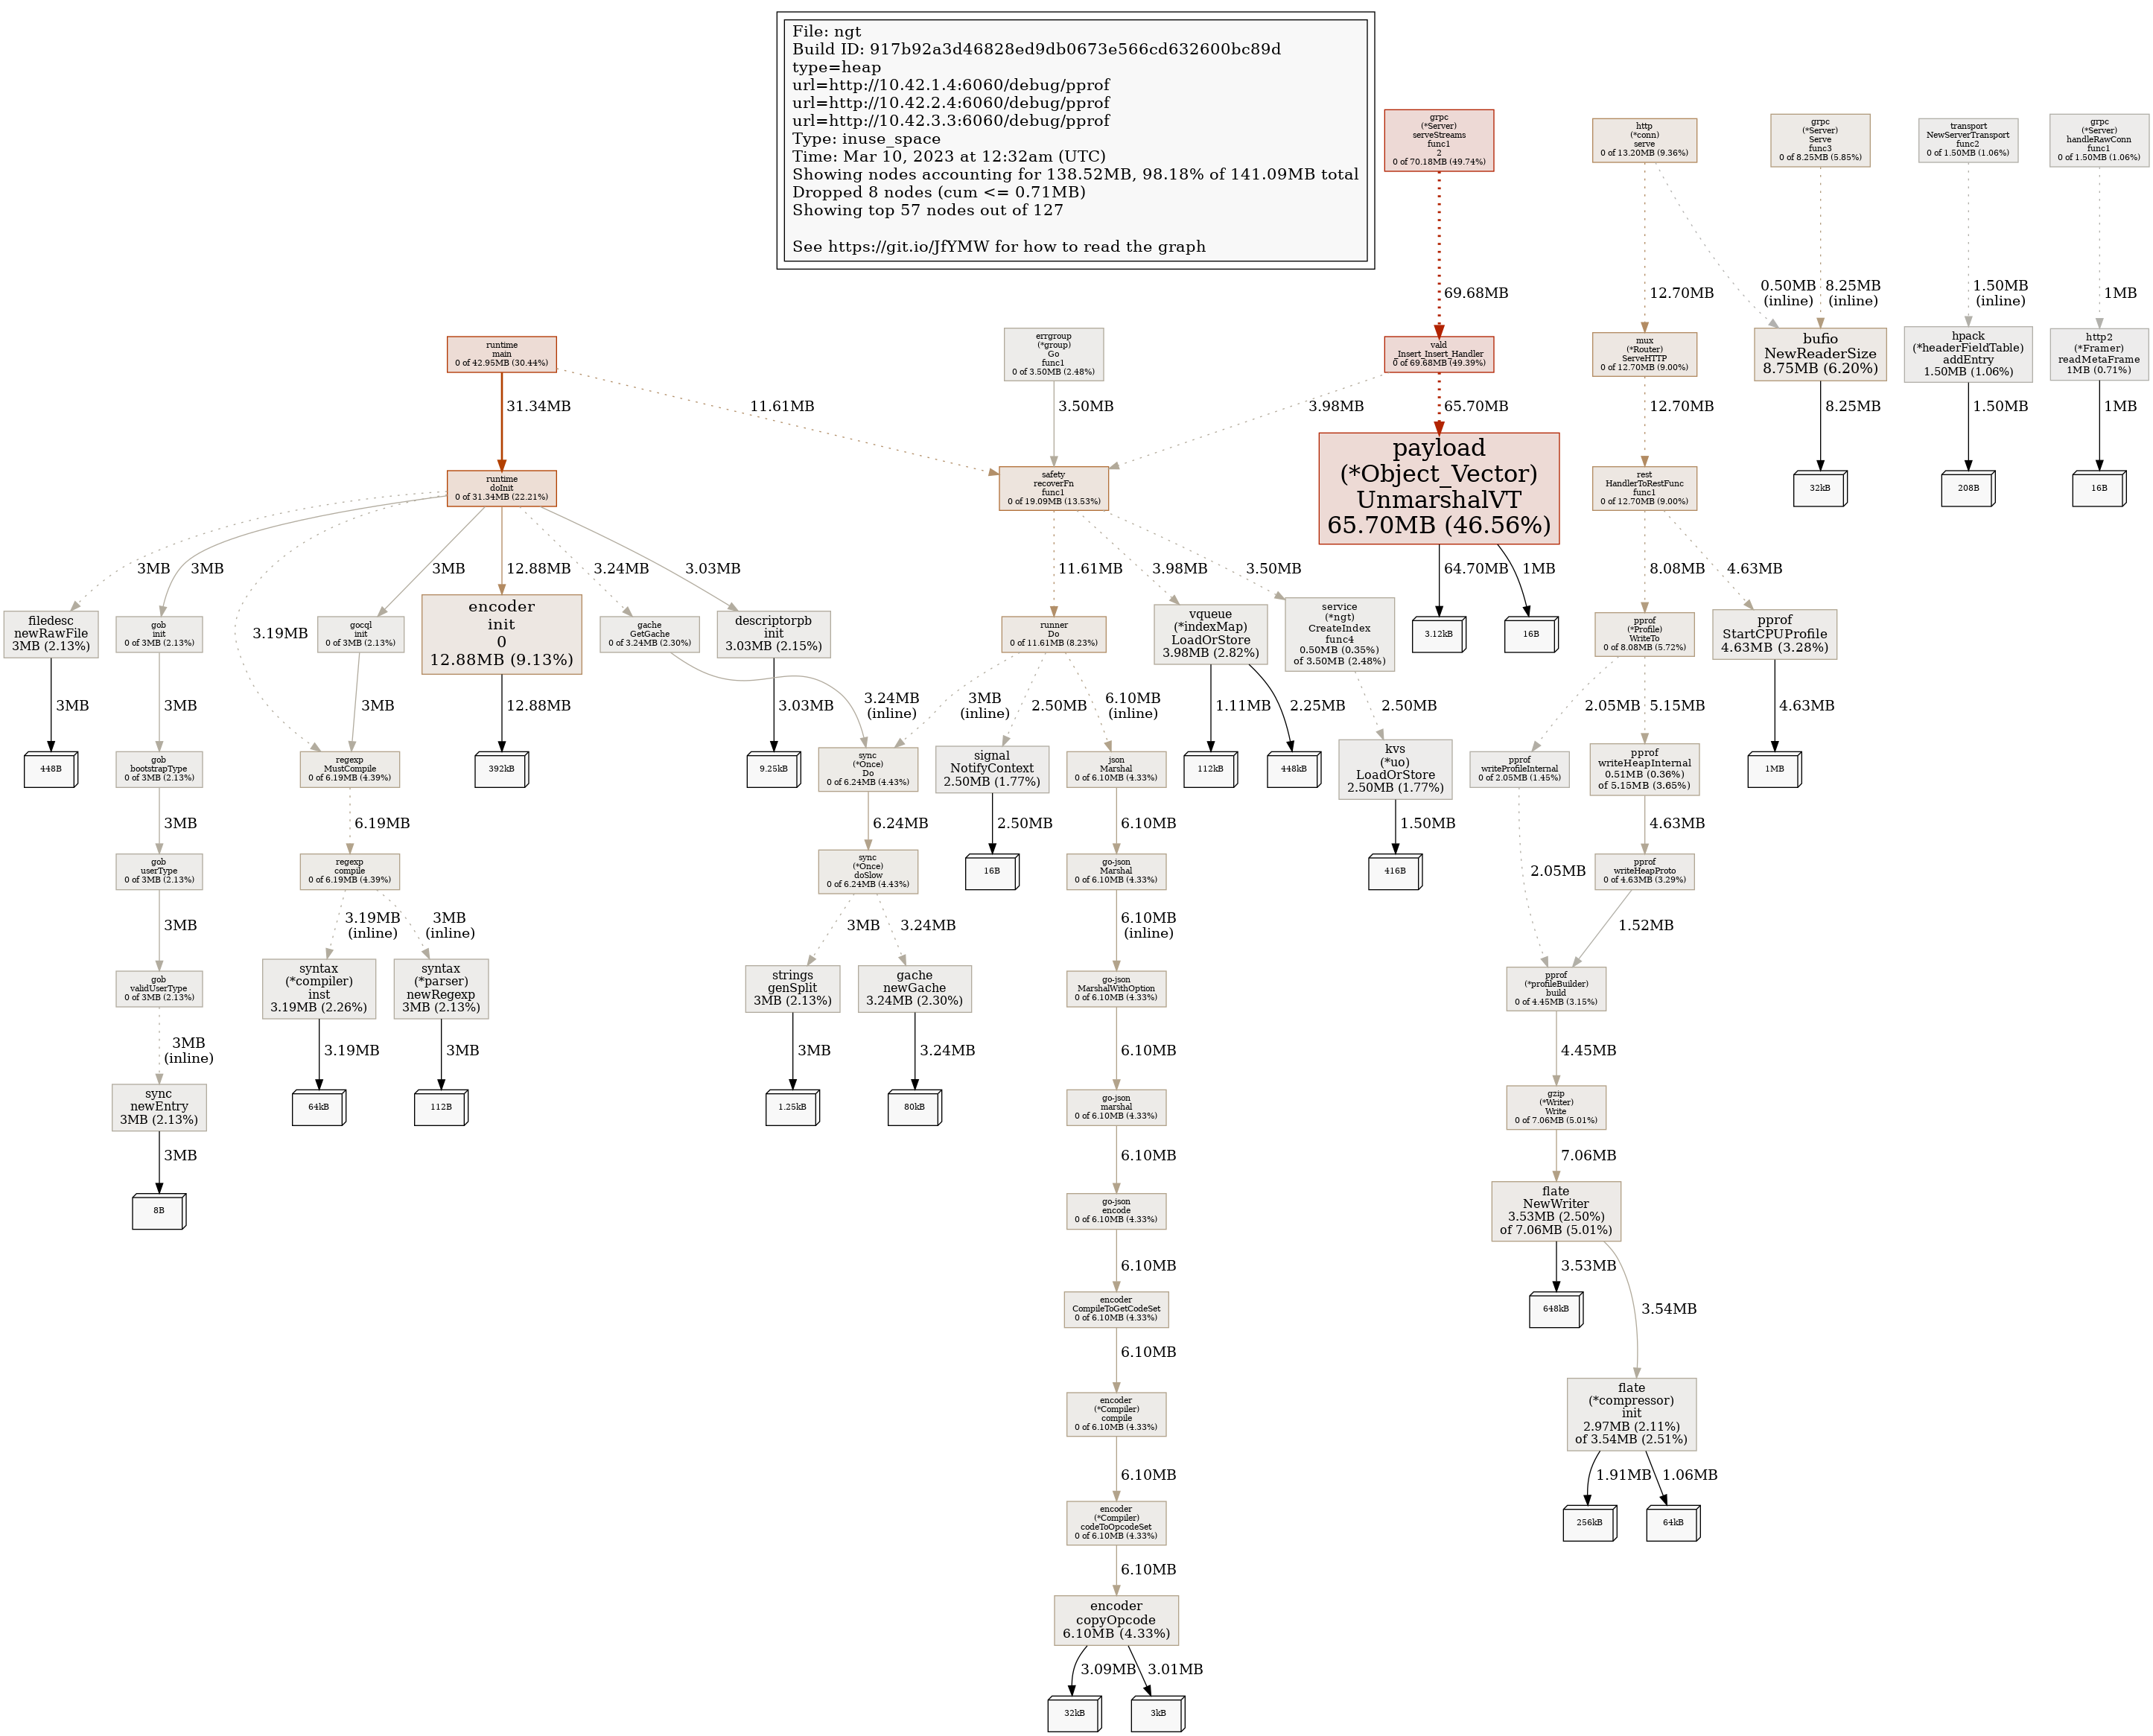 File: ngt
Build ID: 917b92a3d46828ed9db0673e566cd632600bc89d
type=heap
url=http://10.42.1.4:6060/debug/pprof
url=http://10.42.2.4:6060/debug/pprof
url=http://10.42.3.3:6060/debug/pprof
Type: inuse_space
Time: Mar 10, 2023 at 12:32am (UTC)
Showing nodes accounting for 138.52MB, 98.18% of 141.09MB total
Dropped 8 nodes (cum <= 0.71MB)
Showing top 57 nodes out of 127
See https://git.io/JfYMW for how to read the graph
grpc
(*Server)
serveStreams
func1
2
0 of 70.18MB (49.74%)
http
(*conn)
serve
0 of 13.20MB (9.36%)
grpc
(*Server)
Serve
func3
0 of 8.25MB (5.85%)
transport
NewServerTransport
func2
0 of 1.50MB (1.06%)
grpc
(*Server)
handleRawConn
func1
0 of 1.50MB (1.06%)
69.68MB
12.70MB
0.50MB
(inline)
8.25MB
(inline)
1.50MB
(inline)
1MB
runtime
main
0 of 42.95MB (30.44%)
errgroup
(*group)
Go
func1
0 of 3.50MB (2.48%)
vald
_Insert_Insert_Handler
0 of 69.68MB (49.39%)
mux
(*Router)
ServeHTTP
0 of 12.70MB (9.00%)
bufio
NewReaderSize
8.75MB (6.20%)
hpack
(*headerFieldTable)
addEntry
1.50MB (1.06%)
http2
(*Framer)
readMetaFrame
1MB (0.71%)
31.34MB
11.61MB
3.50MB
3.98MB
65.70MB
12.70MB
8.25MB
1.50MB
1MB
runtime
doInit
0 of 31.34MB (22.21%)
safety
recoverFn
func1
0 of 19.09MB (13.53%)
payload
(*Object_Vector)
UnmarshalVT
65.70MB (46.56%)
rest
HandlerToRestFunc
func1
0 of 12.70MB (9.00%)
32kB
208B
16B
3MB
3MB
3.19MB
3MB
12.88MB
3.24MB
3.03MB
11.61MB
3.98MB
3.50MB
64.70MB
1MB
8.08MB
4.63MB
filedesc
newRawFile
3MB (2.13%)
gob
init
0 of 3MB (2.13%)
gocql
init
0 of 3MB (2.13%)
encoder
init
0
12.88MB (9.13%)
gache
GetGache
0 of 3.24MB (2.30%)
descriptorpb
init
3.03MB (2.15%)
runner
Do
0 of 11.61MB (8.23%)
vqueue
(*indexMap)
LoadOrStore
3.98MB (2.82%)
service
(*ngt)
CreateIndex
func4
0.50MB (0.35%)
of 3.50MB (2.48%)
3.12kB
16B
pprof
(*Profile)
WriteTo
0 of 8.08MB (5.72%)
pprof
StartCPUProfile
4.63MB (3.28%)
3MB
3MB
3MB
12.88MB
3.03MB
3.24MB
(inline)
3MB
(inline)
2.50MB
6.10MB
(inline)
1.11MB
2.25MB
2.50MB
2.05MB
5.15MB
4.63MB
448B
gob
bootstrapType
0 of 3MB (2.13%)
regexp
MustCompile
0 of 6.19MB (4.39%)
392kB
9.25kB
sync
(*Once)
Do
0 of 6.24MB (4.43%)
signal
NotifyContext
2.50MB (1.77%)
json
Marshal
0 of 6.10MB (4.33%)
112kB
448kB
kvs
(*uo)
LoadOrStore
2.50MB (1.77%)
pprof
writeProfileInternal
0 of 2.05MB (1.45%)
pprof
writeHeapInternal
0.51MB (0.36%)
of 5.15MB (3.65%)
1MB
3MB
6.19MB
6.24MB
2.50MB
6.10MB
1.50MB
4.63MB
gob
userType
0 of 3MB (2.13%)
regexp
compile
0 of 6.19MB (4.39%)
sync
(*Once)
doSlow
0 of 6.24MB (4.43%)
16B
go-json
Marshal
0 of 6.10MB (4.33%)
416B
2.05MB
pprof
writeHeapProto
0 of 4.63MB (3.29%)
3MB
3.19MB
(inline)
3MB
(inline)
3MB
3.24MB
6.10MB
(inline)
1.52MB
gob
validUserType
0 of 3MB (2.13%)
syntax
(*compiler)
inst
3.19MB (2.26%)
syntax
(*parser)
newRegexp
3MB (2.13%)
strings
genSplit
3MB (2.13%)
gache
newGache
3.24MB (2.30%)
go-json
MarshalWithOption
0 of 6.10MB (4.33%)
pprof
(*profileBuilder)
build
0 of 4.45MB (3.15%)
3MB
(inline)
3.19MB
3MB
3MB
3.24MB
6.10MB
4.45MB
sync
newEntry
3MB (2.13%)
64kB
112B
1.25kB
80kB
go-json
marshal
0 of 6.10MB (4.33%)
gzip
(*Writer)
Write
0 of 7.06MB (5.01%)
3MB
6.10MB
7.06MB
8B
go-json
encode
0 of 6.10MB (4.33%)
flate
NewWriter
3.53MB (2.50%)
of 7.06MB (5.01%)
6.10MB
3.53MB
3.54MB
encoder
CompileToGetCodeSet
0 of 6.10MB (4.33%)
648kB
6.10MB
encoder
(*Compiler)
compile
0 of 6.10MB (4.33%)
flate
(*compressor)
init
2.97MB (2.11%)
of 3.54MB (2.51%)
6.10MB
1.91MB
1.06MB
encoder
(*Compiler)
codeToOpcodeSet
0 of 6.10MB (4.33%)
256kB
64kB
6.10MB
encoder
copyOpcode
6.10MB (4.33%)
3.09MB
3.01MB
32kB
3kB